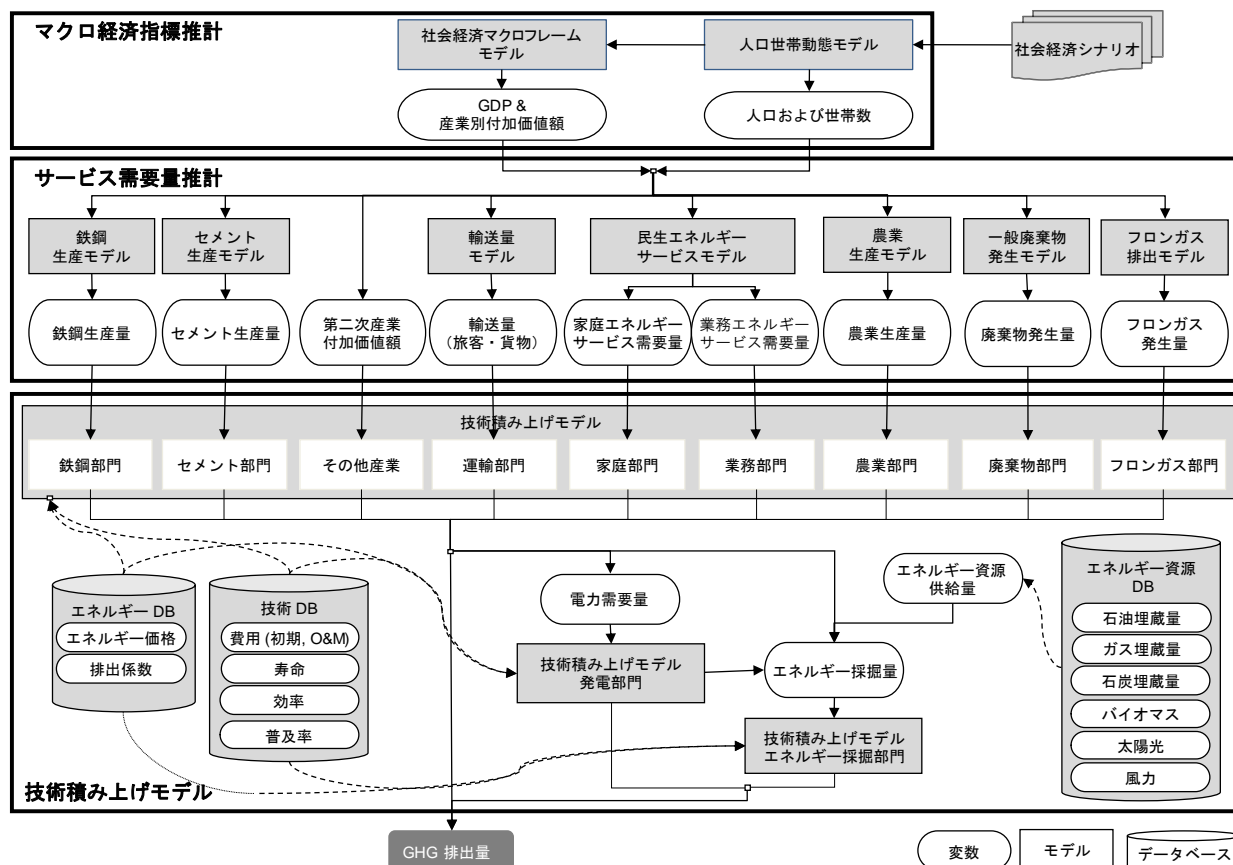 マクロ経済指標推計
社会経済マクロフレーム
モデル
人口世帯動態モデル
社会経済シナリオ
GDP &
産業別付加価値額
人口および世帯数
サービス需要量推計
鉄鋼
生産モデル
セメント
生産モデル
輸送量
モデル
民生エネルギー
サービスモデル
農業
生産モデル
一般廃棄物
発生モデル
フロンガス
排出モデル
鉄鋼生産量
セメント生産量
第二次産業
付加価値額
輸送量
（旅客・貨物）
家庭エネルギー
サービス需要量
業務エネルギー
サービス需要量
農業生産量
廃棄物発生量
フロンガス
発生量
技術積み上げモデル
鉄鋼部門
セメント部門
その他産業
運輸部門
家庭部門
業務部門
農業部門
廃棄物部門
フロンガス部門
エネルギー DB
エネルギー価格
排出係数
技術 DB
費用 (初期, O&M)
寿命
効率
普及率
電力需要量
技術積み上げモデル
発電部門
エネルギー資源
供給量
エネルギー採掘量
技術積み上げモデル
エネルギー採掘部門
エネルギー資源
DB
石油埋蔵量
ガス埋蔵量
石炭埋蔵量
バイオマス
太陽光
風力
技術積み上げモデル
GHG 排出量
変数
モデル
データベース